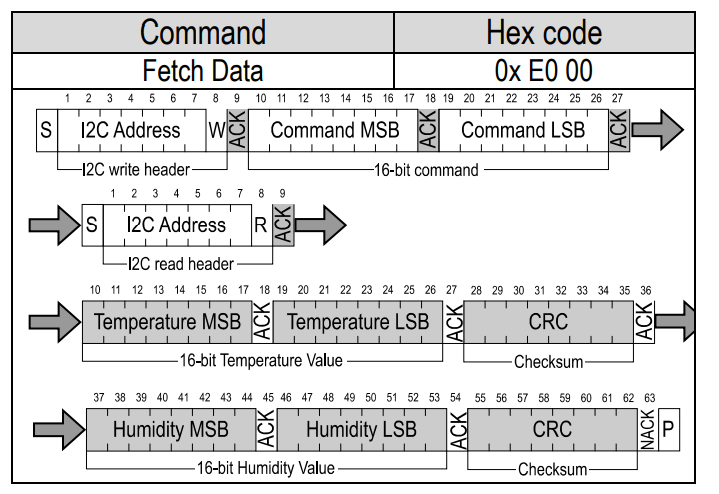 Command Hex code
Fetch Data 0x E0 00
1 2 3 4 5 6 7 8 9 10 11 12 13 14 15 16 17 18 19 20 21 22 23 24 25 26 27
S I2C Address W ACK Command MSB ACK Command LSB ACK
I2C write header 16-bit command
1 2 3 4 5 6 7 8 9
S I2C Address R ACK
I2C read header
10 11 12 13 14 15 16 17 18 19 20 21 22 23 24 25 26 27 28 29 30 31 32 33 34 35 36
Temperature MSB ACK Temperature LSB ACK CRC ACK
16-bit Temperature Value Checksum
37 38 39 40 41 42 43 44 45 46 47 48 49 50 51 52 53 54 55 56 57 58 59 60 61 62 63
Humidity MSB ACK Humidity LSB ACK CRC NACK P
16-bit Humidity Value Checksum